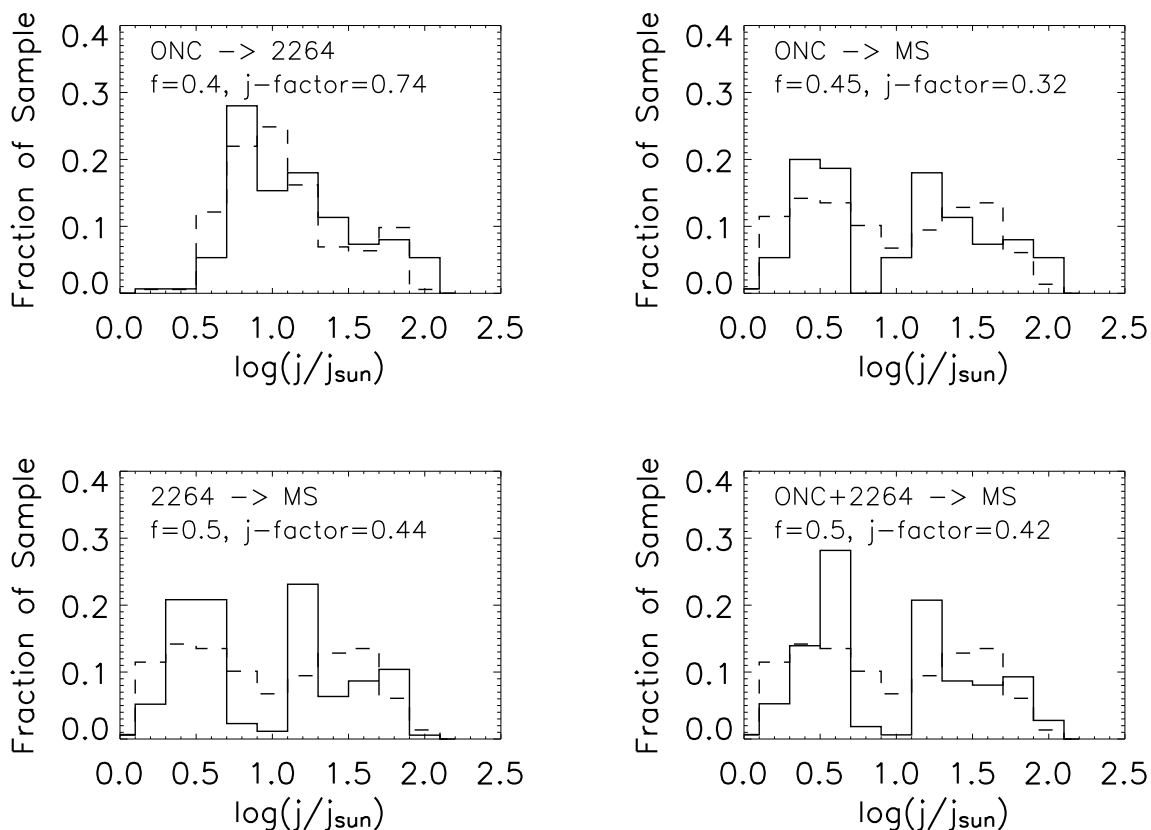 ONC -> 2264
f=0.4, j-factor=0.74
Fraction of Sample
0.4
0.3
0.2
0.1
0.0
0.0 0.5 1.0 1.5 2.0 2.5
log(j/jsun)
ONC -> MS
f=0.45, j-factor=0.32
Fraction of Sample
0.4
0.3
0.2
0.1
0.0
0.0 0.5 1.0 1.5 2.0 2.5
log(j/jsun)
2264 -> MS
f=0.5, j-factor=0.44
Fraction of Sample
0.4
0.3
0.2
0.1
0.0
0.0 0.5 1.0 1.5 2.0 2.5
log(j/jsun)
ONC+2264 -> MS
f=0.5, j-factor=0.42
Fraction of Sample
0.4
0.3
0.2
0.1
0.0
0.0 0.5 1.0 1.5 2.0 2.5
log(j/jsun)